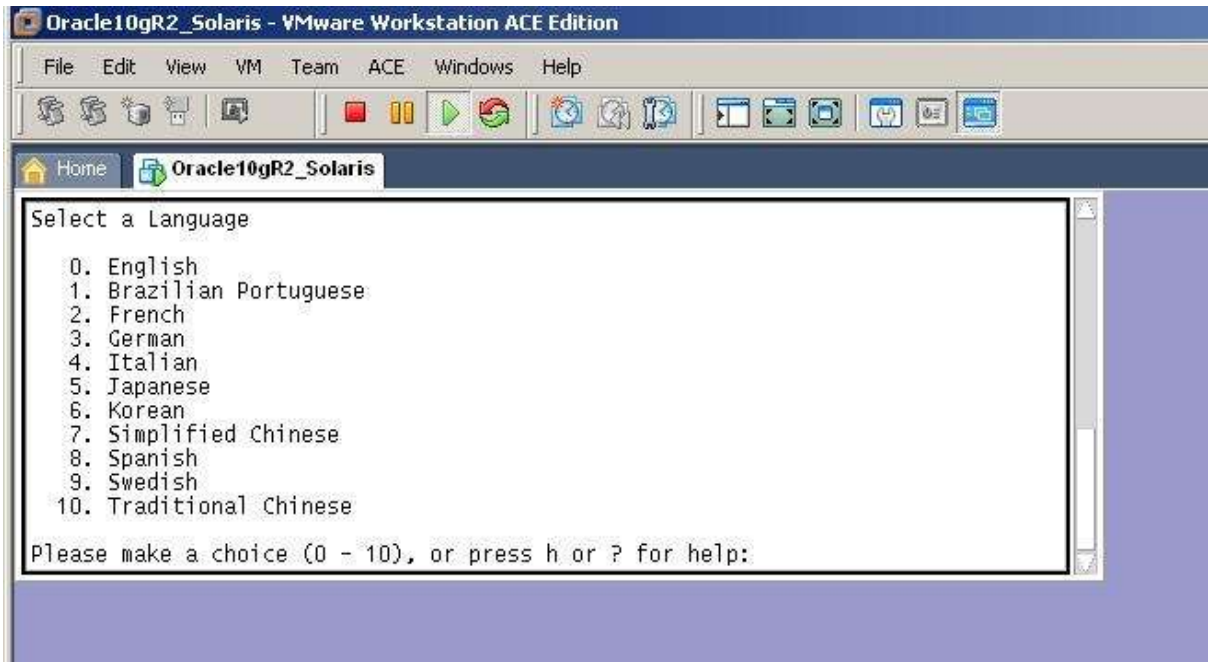 Oracle10gR2_Solaris - VMware Workstation ACE Edition
File Edit View VM Team ACE Windows Help
Home Oracle10gR2_Solaris
Select a Language
0. English
1. Brazilian Portuguese
2. French
3. German
4. Italian
5. Japanese
6. Korean
7. Simplified Chinese
8. Spanish
9. Swedish
10. Traditional Chinese
Please make a choice (0 - 10), or press h or ? for help: